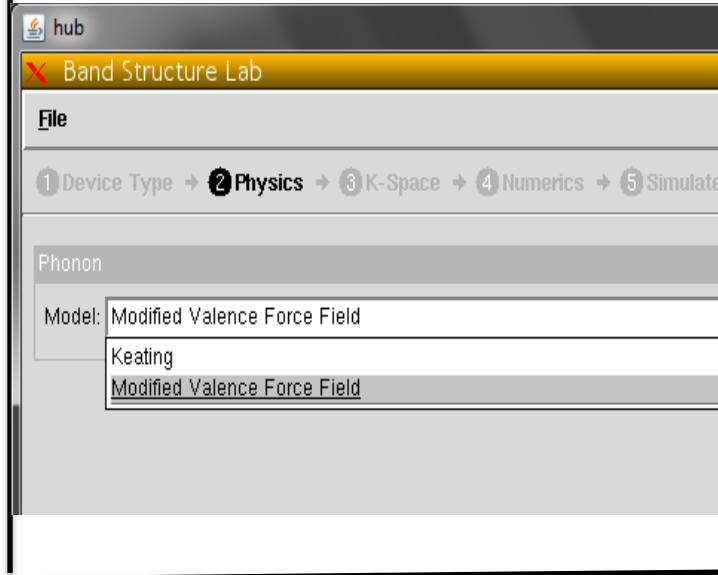 hub
Band Structure Lab
File
1 Device Type → 2 Physics → 3 K-Space → 4 Numerics → 5 Simulate
Phonon
Model: Modified Valence Force Field
Keating
Modified Valence Force Field